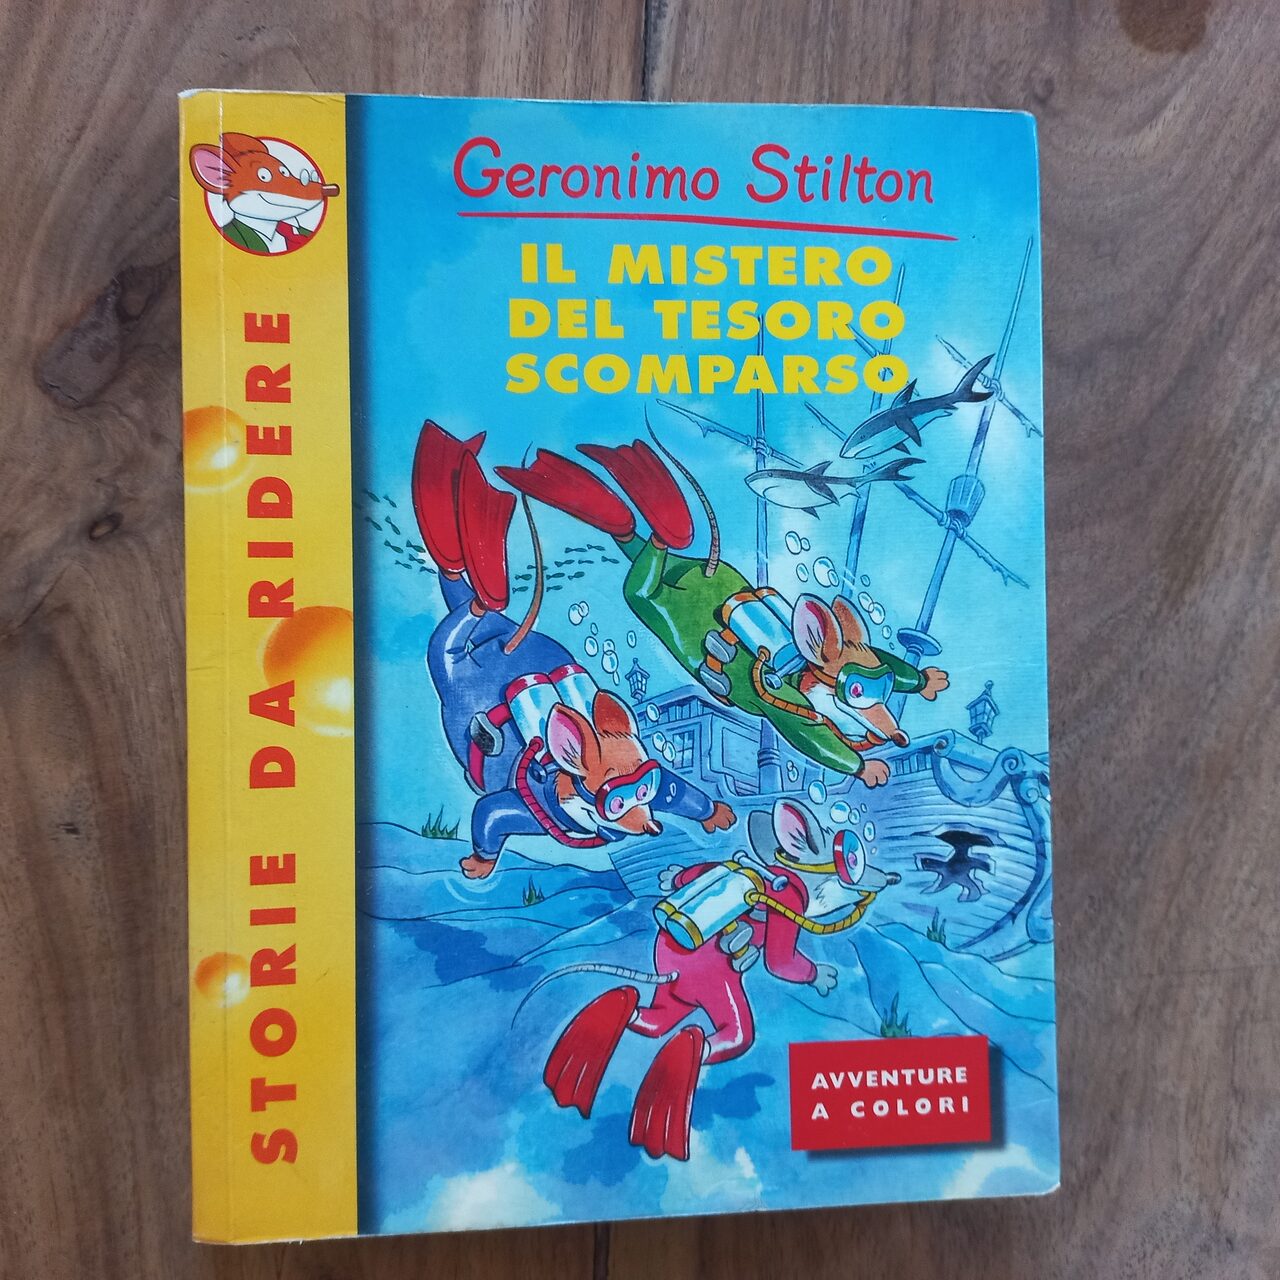 Geronimo Stilton
IL MISTERO
DEL TESORO
SCOMPARSO
STORIE DA RIDERE
AVVENTURE
A COLORI